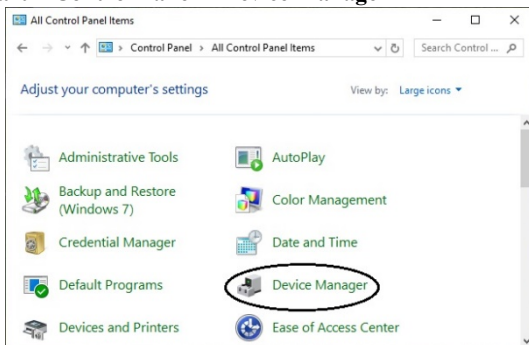 All Control Panel Items
Control Panel > All Control Panel Items
Search Control ...
Adjust your computer's settings
View by: Large icons
Administrative Tools
AutoPlay
Backup and Restore
(Windows 7)
Color Management
Credential Manager
Date and Time
Default Programs
Device Manager
Devices and Printers
Ease of Access Center